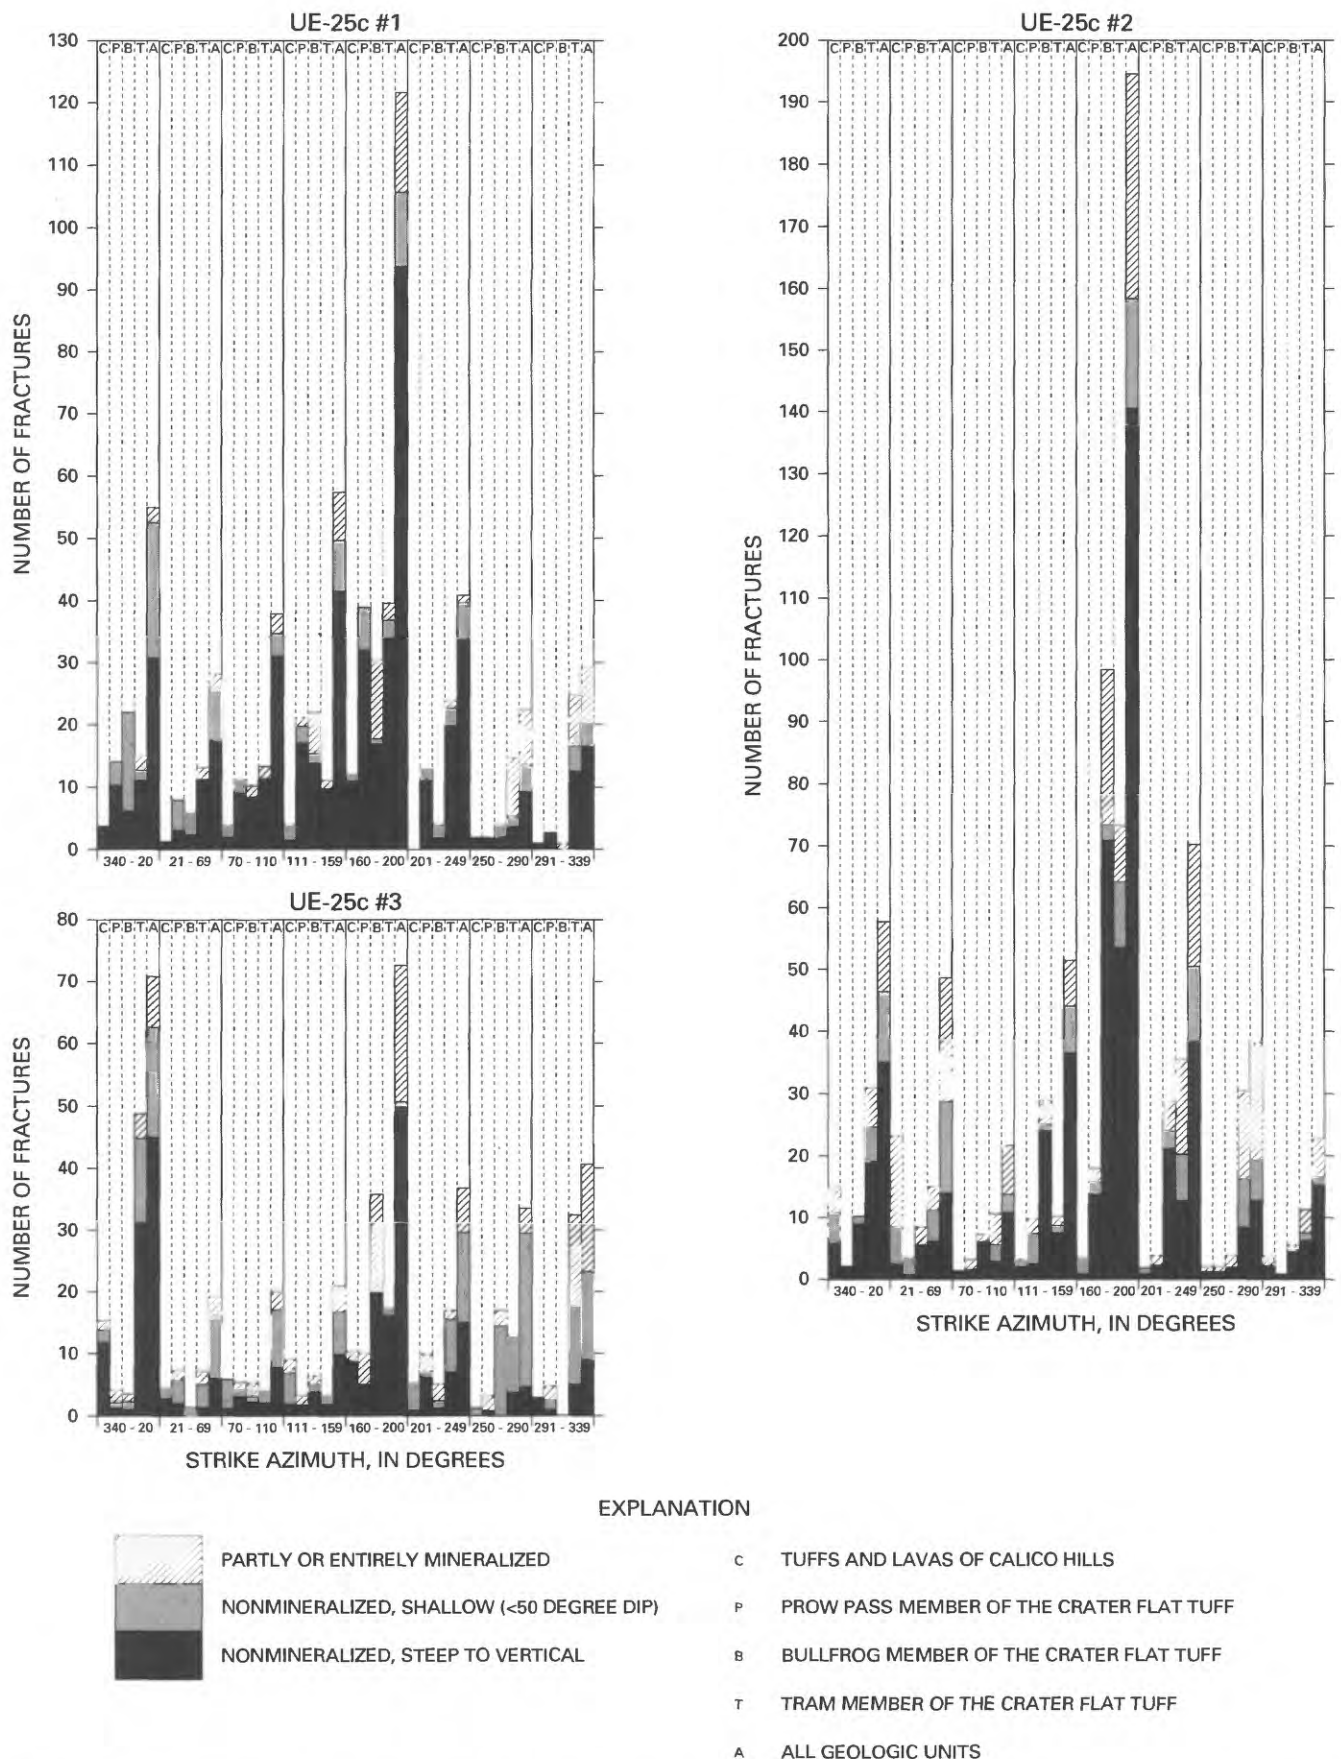 UE-25c #1
C P B T A C P B T A C P B T A C P B T A C P B T A C P B T A C P B T A C P B T A
130
120
110
100
90
80
70
60
50
40
30
20
10
0
NUMBER OF FRACTURES
340 - 20 21 - 69 70 - 110 111 - 159 160 - 200 201 - 249 250 - 290 291 - 339
UE-25c #3
C P B T A C P B T A C P B T A C P B T A C P B T A C P B T A C P B T A C P B T A
80
70
60
50
40
30
20
10
0
NUMBER OF FRACTURES
340 - 20 21 - 69 70 - 110 111 - 159 160 - 200 201 - 249 250 - 290 291 - 339
STRIKE AZIMUTH, IN DEGREES
UE-25c #2
C P B T A C P B T A C P B T A C P B T A C P B T A C P B T A C P B T A C P B T A
200
190
180
170
160
150
140
130
120
110
100
90
80
70
60
50
40
30
20
10
0
NUMBER OF FRACTURES
340 - 20 21 - 69 70 - 110 111 - 159 160 - 200 201 - 249 250 - 290 291 - 339
STRIKE AZIMUTH, IN DEGREES
EXPLANATION
PARTLY OR ENTIRELY MINERALIZED
NONMINERALIZED, SHALLOW (<50 DEGREE DIP)
NONMINERALIZED, STEEP TO VERTICAL
C TUFFS AND LAVAS OF CALICO HILLS
P PROW PASS MEMBER OF THE CRATER FLAT TUFF
B BULLFROG MEMBER OF THE CRATER FLAT TUFF
T TRAM MEMBER OF THE CRATER FLAT TUFF
A ALL GEOLOGIC UNITS